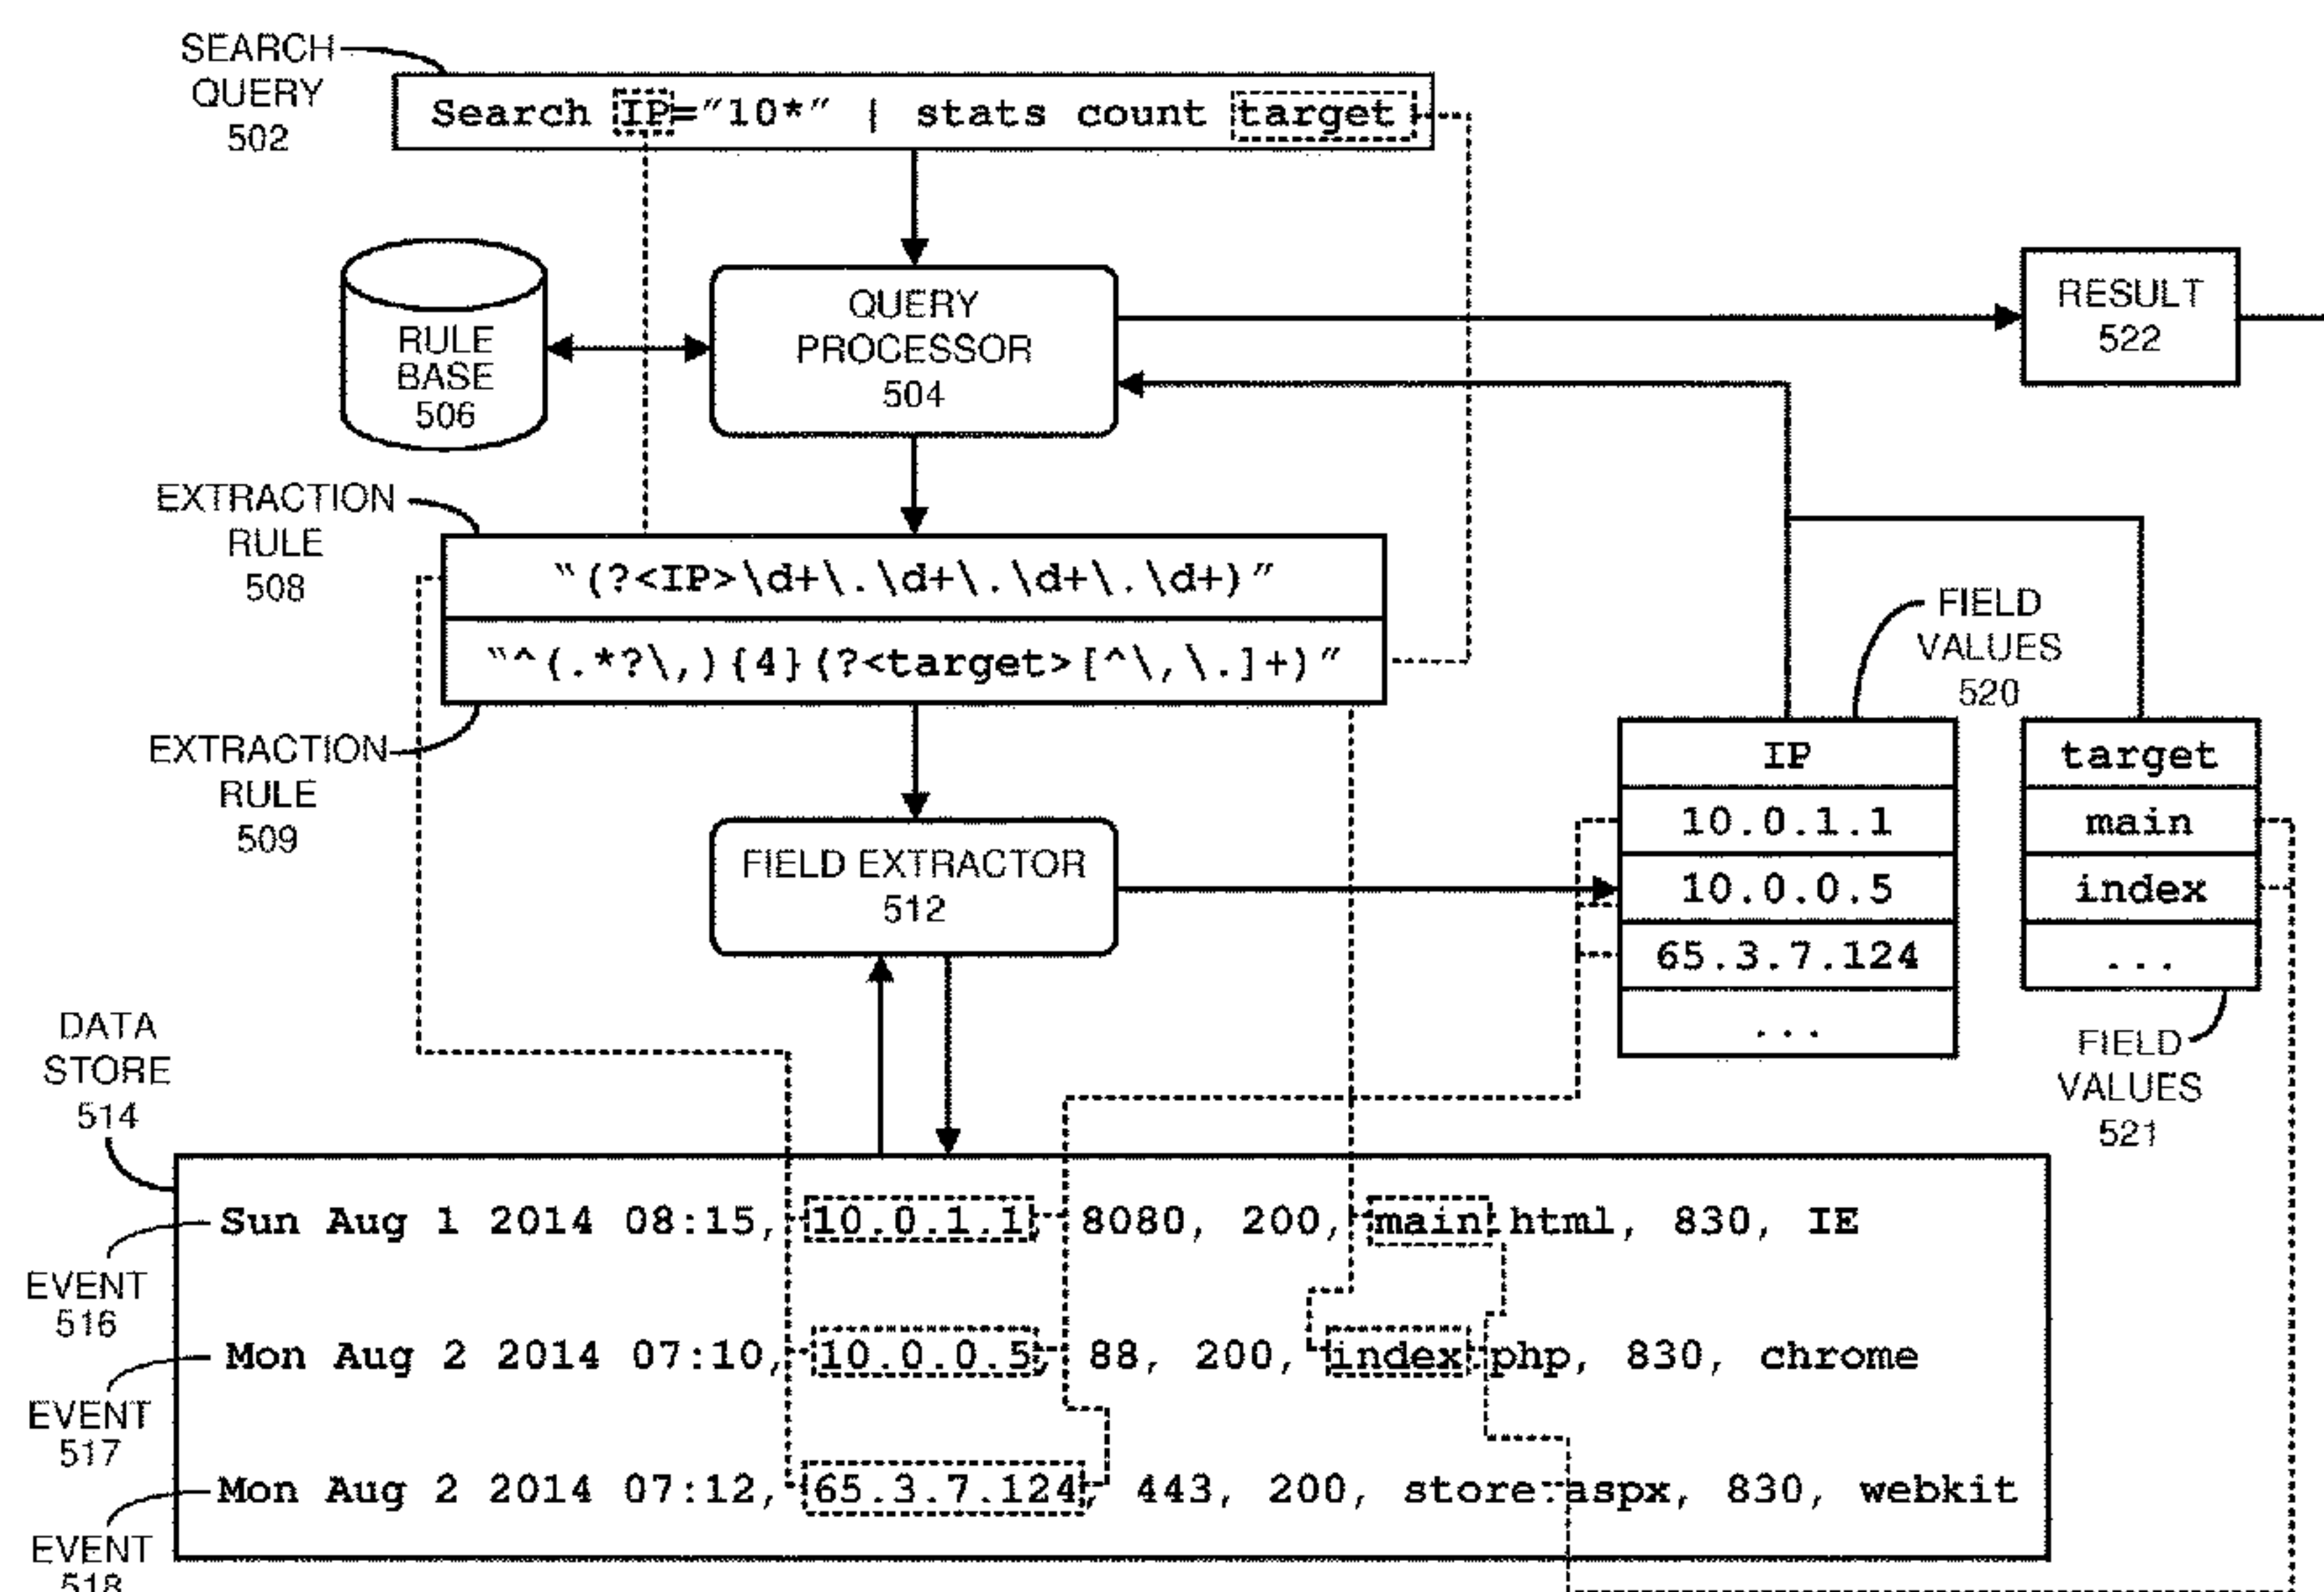 SEARCH
QUERY
502
Search IP="10*" | stats count target
RULE
BASE
506
QUERY
PROCESSOR
504
RESULT
522
EXTRACTION
RULE
508
"(?<IP>\d+\.\d+\.\d+\.\d+)"
"^(.*?\,){4}(?<target>[^\,\.]+)"
EXTRACTION
RULE
509
FIELD
VALUES
520
FIELD EXTRACTOR
512
IP
10.0.1.1
10.0.0.5
65.3.7.124
...
target
main
index
...
FIELD
VALUES
521
DATA
STORE
514
Sun Aug 1 2014 08:15, 10.0.1.1, 8080, 200, main.html, 830, IE
EVENT
516
Mon Aug 2 2014 07:10, 10.0.0.5, 88, 200, index.php, 830, chrome
EVENT
517
Mon Aug 2 2014 07:12, 65.3.7.124, 443, 200, store.aspx, 830, webkit
EVENT
518